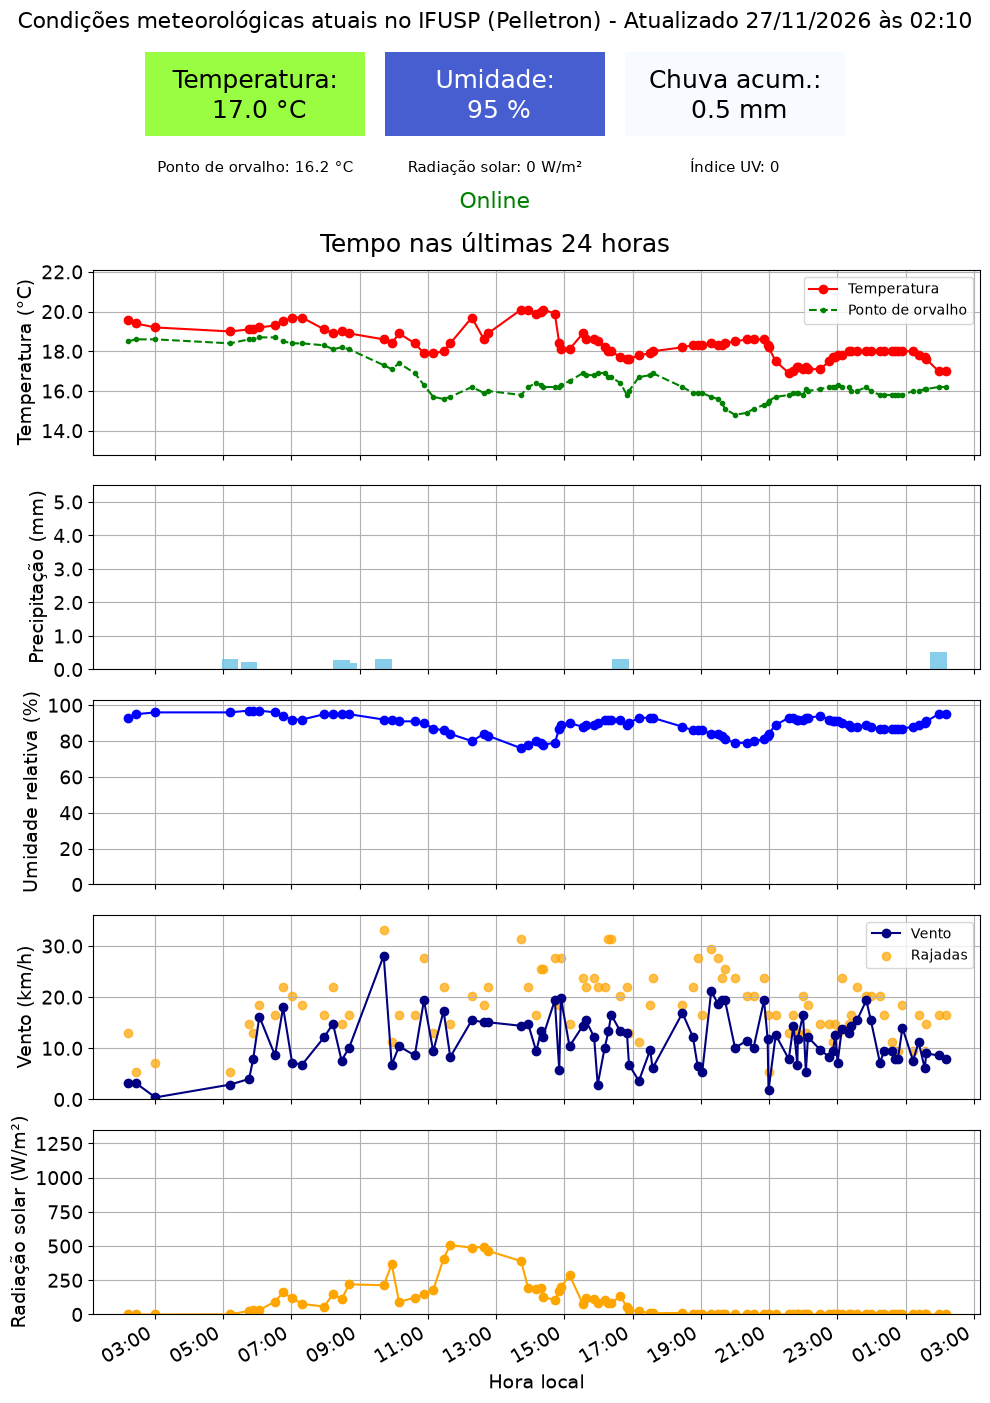 Condições meteorológicas atuais no IFUSP (Pelletron) - Atualizado 27/11/2026 às 02:10
Temperatura:
17.0 °C
Umidade:
95 %
Chuva acum.:
0.5 mm
Ponto de orvalho: 16.2 °C
Radiação solar: 0 W/m²
Índice UV: 0
Online
Tempo nas últimas 24 horas
Temperatura (°C)
22.0
20.0
18.0
16.0
14.0
Temperatura
Ponto de orvalho
Precipitação (mm)
5.0
4.0
3.0
2.0
1.0
0.0
Umidade relativa (%)
100
80
60
40
20
0
Vento (km/h)
30.0
20.0
10.0
0.0
Vento
Rajadas
Radiação solar (W/m²)
1250
1000
750
500
250
0.0
03:00
05:00
07:00
09:00
11:00
13:00
15:00
17:00
19:00
21:00
23:00
01:00
03:00
Hora local